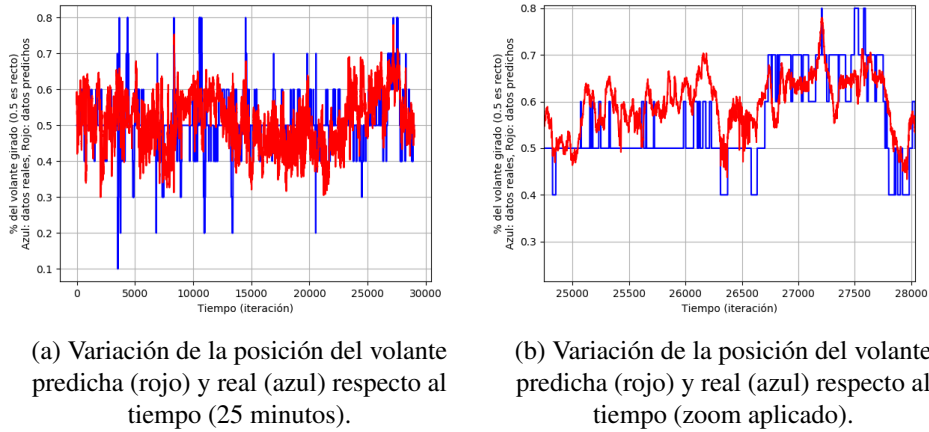 % del volante girado (0.5 es recto)
Azul: datos reales, Rojo: datos predichos
0.8
0.7
0.6
0.5
0.4
0.3
0.2
0.1
0 5000 10000 15000 20000 25000 30000
Tiempo (iteración)
(a) Variación de la posición del volante
predicha (rojo) y real (azul) respecto al
tiempo (25 minutos).
% del volante girado (0.5 es recto)
Azul: datos reales, Rojo: datos predichos
0.8
0.7
0.6
0.5
0.4
0.3
25000 25500 26000 26500 27000 27500 28000
Tiempo (iteración)
(b) Variación de la posición del volante
predicha (rojo) y real (azul) respecto al
tiempo (zoom aplicado).